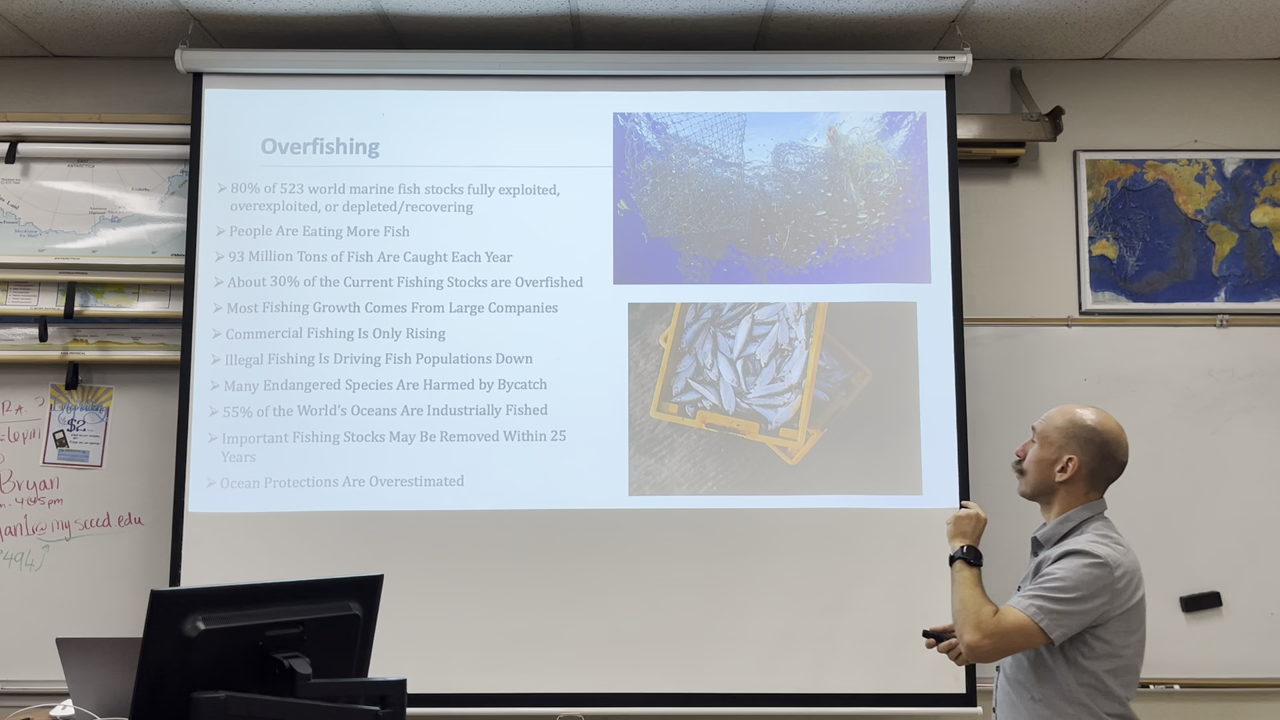 Overfishing
80% of 523 world marine fish stocks fully exploited,
overexploited, or depleted/recovering
People Are Eating More Fish
93 Million Tons of Fish Are Caught Each Year
About 30% of the Current Fishing Stocks are Overfished
Most Fishing Growth Comes From Large Companies
Commercial Fishing Is Only Rising
Illegal Fishing Is Driving Fish Populations Down
Many Endangered Species Are Harmed by Bycatch
55% of the World's Oceans Are Industrially Fished
Important Fishing Stocks May Be Removed Within 25
Years
Ocean Protections Are Overestimated
$2
Bryan